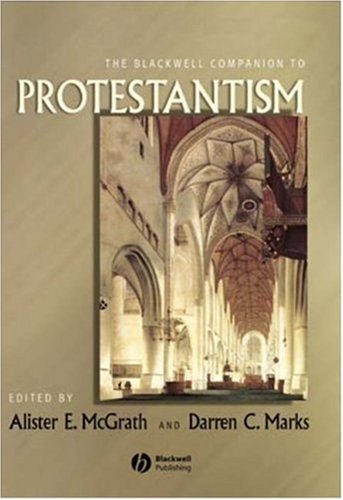 THE BLACKWELL COMPANION TO
PROTESTANTISM
EDITED BY
Alister E. McGrath AND Darren C. Marks
Blackwell
Publishing